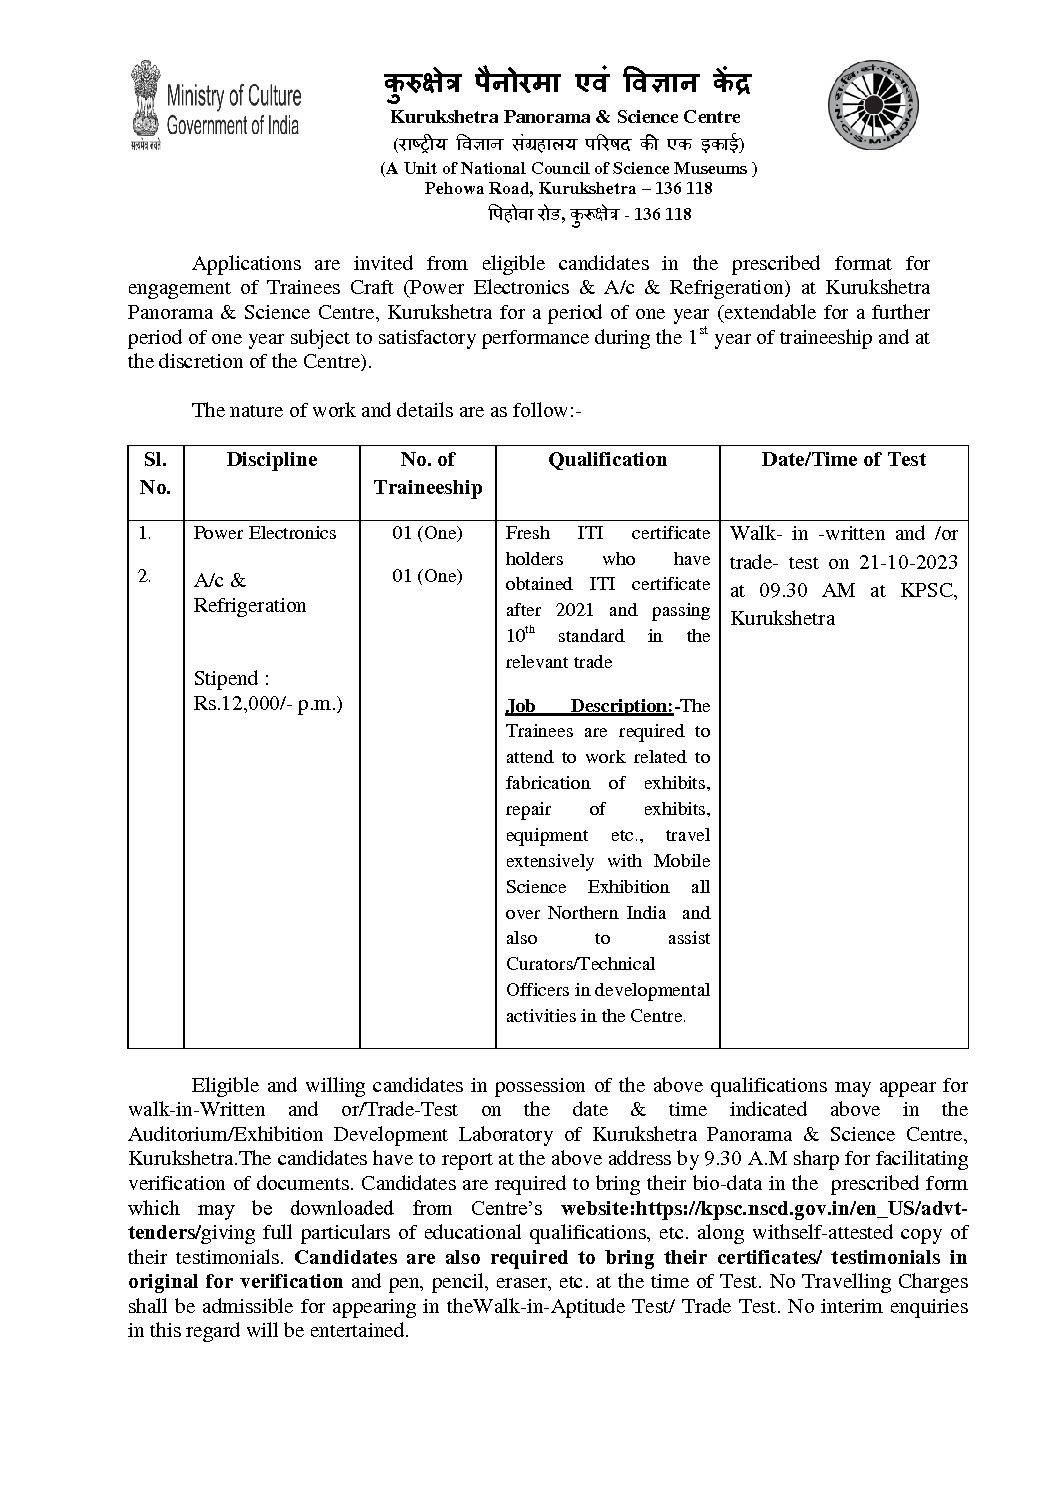 Ministry of Culture
Government of India
सत्यमेव जयते
कुरुक्षेत्र पैनोरमा एवं विज्ञान केंद्र
Kurukshetra Panorama & Science Centre
(राष्ट्रीय विज्ञान संग्रहालय परिषद की एक इकाई)
(A Unit of National Council of Science Museums )
Pehowa Road, Kurukshetra – 136 118
पिहोवा रोड, कुरूक्षेत्र - 136 118
N.C.S.M-INDIA
Applications are invited from eligible candidates in the prescribed format for
engagement of Trainees Craft (Power Electronics & A/c & Refrigeration) at Kurukshetra
Panorama & Science Centre, Kurukshetra for a period of one year (extendable for a further
period of one year subject to satisfactory performance during the 1st year of traineeship and at
the discretion of the Centre).
The nature of work and details are as follow:-
Sl. No.
Discipline
No. of Traineeship
Qualification
Date/Time of Test
1.
2.
Power Electronics
A/c &
Refrigeration
Stipend :
Rs.12,000/- p.m.)
01 (One)
01 (One)
Fresh ITI certificate
holders who have
obtained ITI certificate
after 2021 and passing
10th standard in the
relevant trade
Job Description:-The
Trainees are required to
attend to work related to
fabrication of exhibits,
repair of exhibits,
equipment etc., travel
extensively with Mobile
Science Exhibition all
over Northern India and
also to assist
Curators/Technical
Officers in developmental
activities in the Centre.
Walk- in -written and /or
trade- test on 21-10-2023
at 09.30 AM at KPSC,
Kurukshetra
Eligible and willing candidates in possession of the above qualifications may appear for
walk-in-Written and or/Trade-Test on the date & time indicated above in the
Auditorium/Exhibition Development Laboratory of Kurukshetra Panorama & Science Centre,
Kurukshetra.The candidates have to report at the above address by 9.30 A.M sharp for facilitating
verification of documents. Candidates are required to bring their bio-data in the prescribed form
which may be downloaded from Centre's website:https://kpsc.nscd.gov.in/en_US/advt-
tenders/giving full particulars of educational qualifications, etc. along withself-attested copy of
their testimonials. Candidates are also required to bring their certificates/ testimonials in
original for verification and pen, pencil, eraser, etc. at the time of Test. No Travelling Charges
shall be admissible for appearing in theWalk-in-Aptitude Test/ Trade Test. No interim enquiries
in this regard will be entertained.